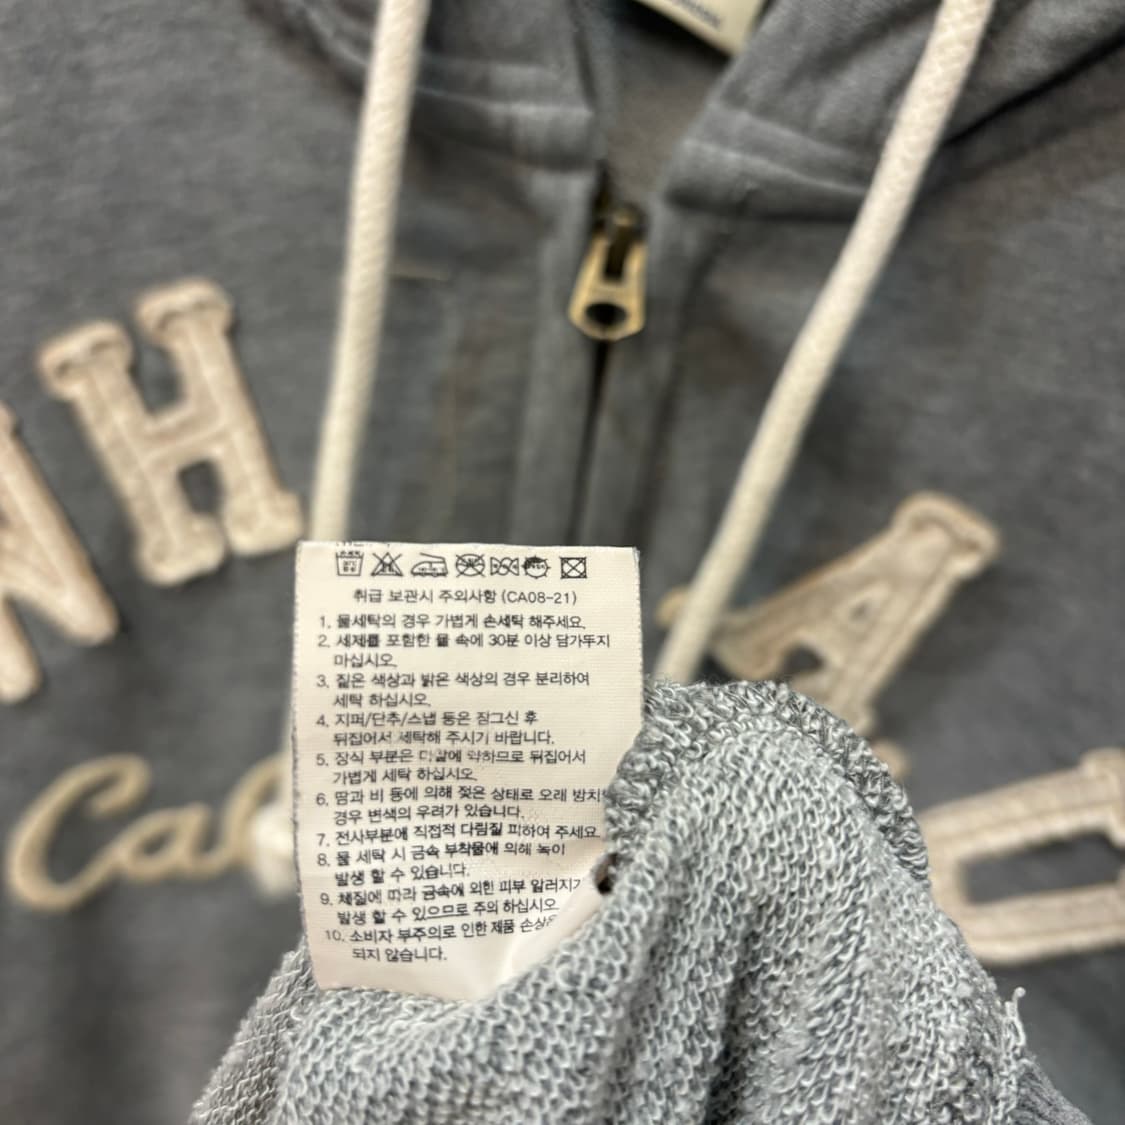 WH
A
Cal
취급 보관시 주의사항 (CA08-21)
1. 물세탁의 경우 가볍게 손세탁 해주세요.
2. 세제를 포함한 물 속에 30분 이상 담가두지
마십시오.
3. 짙은 색상과 밝은 색상의 경우 분리하여
세탁 하십시오.
4. 지퍼/단추/스냅 등은 잠그신 후
뒤집어서 세탁해 주시기 바랍니다.
5. 장식 부분은 마찰에 약하므로 뒤집어서
가볍게 세탁 하십시오.
6. 땀과 비 등에 의해 젖은 상태로 오래 방치
경우 변색의 우려가 있습니다.
7. 전사부분에 직접적 다림질 피하여 주세요.
8. 물 세탁 시 금속 부착물에 의해 녹이
발생 할 수 있습니다.
9. 체질에 따라 금속에 의한 피부 알러지가
발생 할 수 있으므로 주의 하십시오
10. 소비자 부주의로 인한 제품 손상은
되지 않습니다.